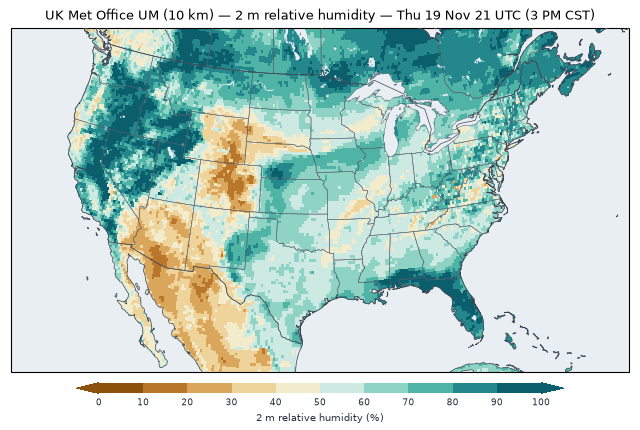 UK Met Office UM (10 km) — 2 m relative humidity — Thu 19 Nov 21 UTC (3 PM CST)
0 10 20 30 40 50 60 70 80 90 100
2 m relative humidity (%)